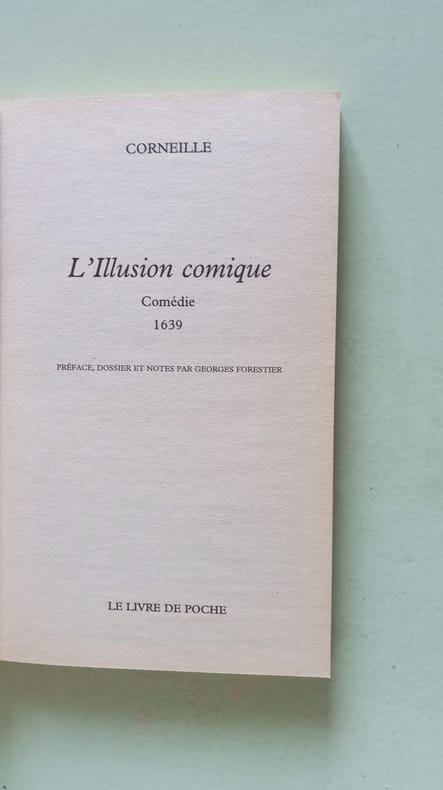 CORNEILLE
L'Illusion comique
Comédie
1639
PRÉFACE, DOSSIER ET NOTES PAR GEORGES FORESTIER
LE LIVRE DE POCHE